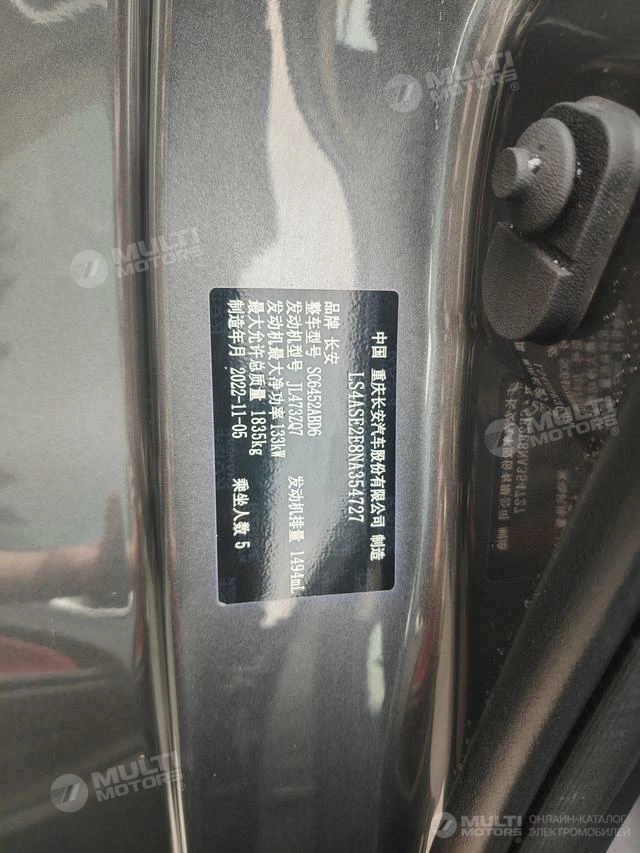 中国 重庆长安汽车股份有限公司 制造
LS4ASE2E8NA354727
品牌 长安
整车型号 SC6452ABD6
发动机型号 JL473ZQ7 发动机排量 1494mL
发动机最大净功率 133kW
最大允许总质量 1835kg 乘坐人数 5
制造年月 2022-11-05
MULTI MOTORS®
MULTI MOTORS®
MULTI MOTORS®
MULTI MOTORS®
MULTI MOTORS®
ОНЛАЙН-КАТАЛОГ
ЭЛЕКТРОМОБИЛЕЙ